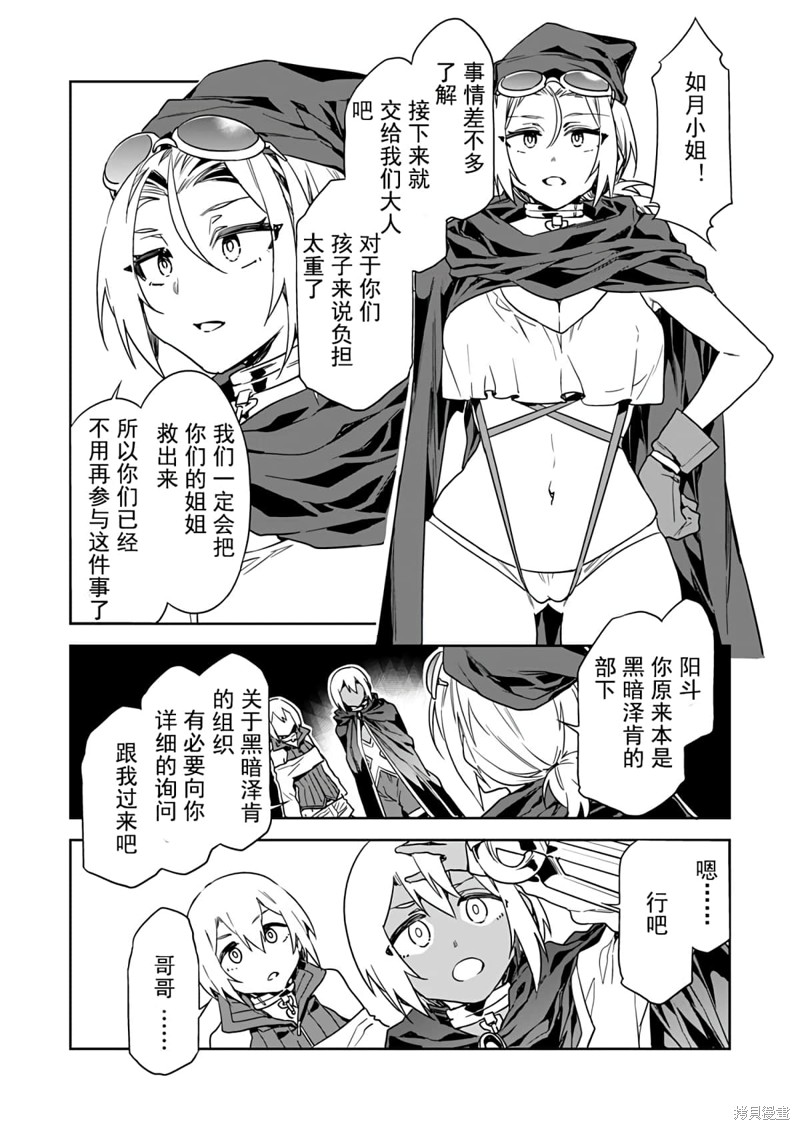 如月小姐！
事情差不多
了解
接下来就
交给我们大人
吧
对于你们
孩子来说负担
太重了
我们一定会把
你们的姐姐
救出来
所以你们已经
不用再参与这件事了
阳斗
你原来本是
黑暗泽肯的
部下
关于黑暗泽肯
的组织
有必要向你
详细的询问
跟我过来吧
嗯……
行吧
哥哥……
拷貝漫畫